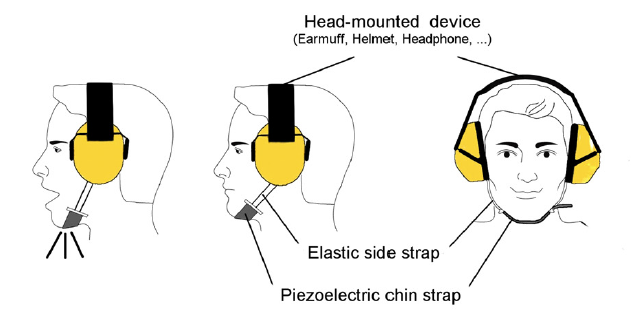 Head-mounted device
(Earmuff, Helmet, Headphone, ...)
Elastic side strap
Piezoelectric chin strap